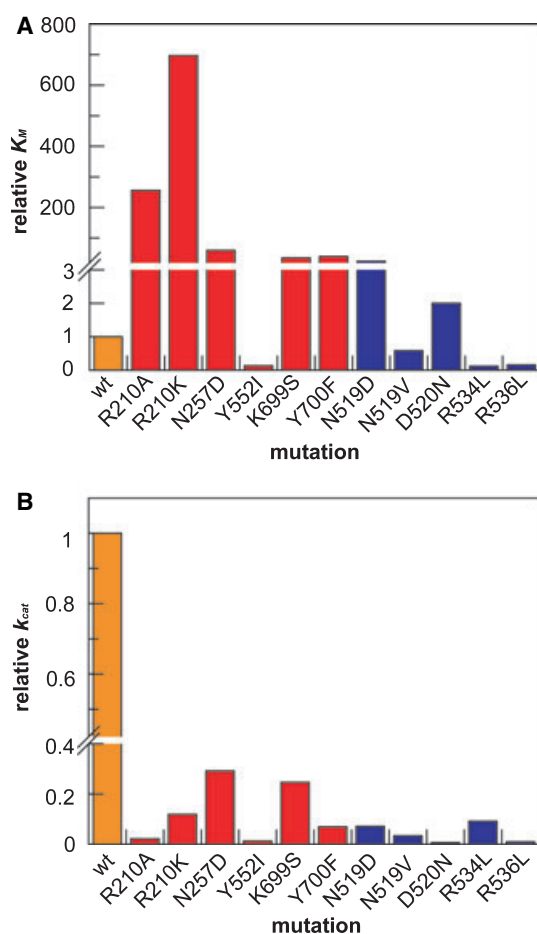 A
800
600
400
200
3
2
1
0
relative KM
wt
R210A
R210K
N257D
Y552I
K699S
Y700F
N519D
N519V
D520N
R534L
R536L
mutation
B
1
0.8
0.6
0.4
0.2
0
relative kcat
wt
R210A
R210K
N257D
Y552I
K699S
Y700F
N519D
N519V
D520N
R534L
R536L
mutation